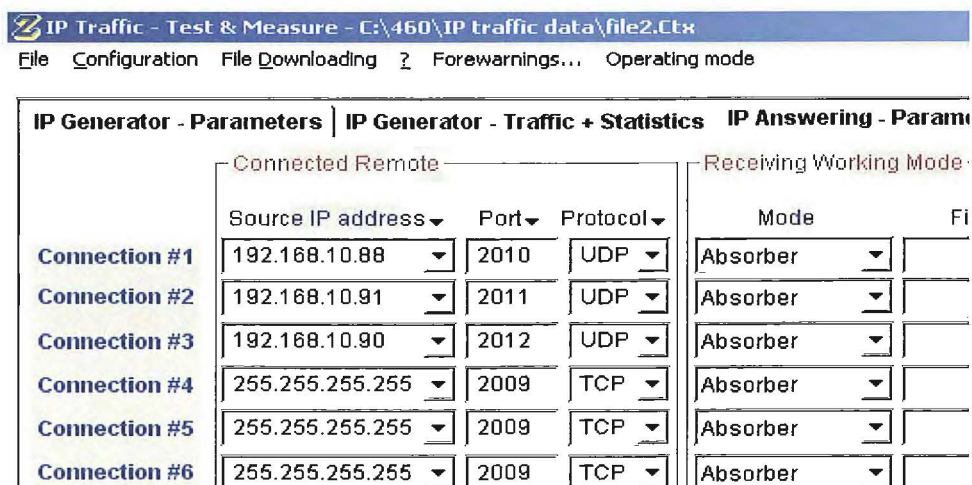 IP Traffic - Test & Measure - C:\460\IP traffic data\file2.Ctx
File Configuration File Downloading ? Forewarnings... Operating mode
IP Generator - Parameters IP Generator - Traffic + Statistics IP Answering - Parame
Connected Remote Receiving Working Mode
Source IP address Port Protocol Mode Fi
Connection #1 192.168.10.88 2010 UDP Absorber
Connection #2 192.168.10.91 2011 UDP Absorber
Connection #3 192.168.10.90 2012 UDP Absorber
Connection #4 255.255.255.255 2009 TCP Absorber
Connection #5 255.255.255.255 2009 TCP Absorber
Connection #6 255.255.255.255 2009 TCP Absorber